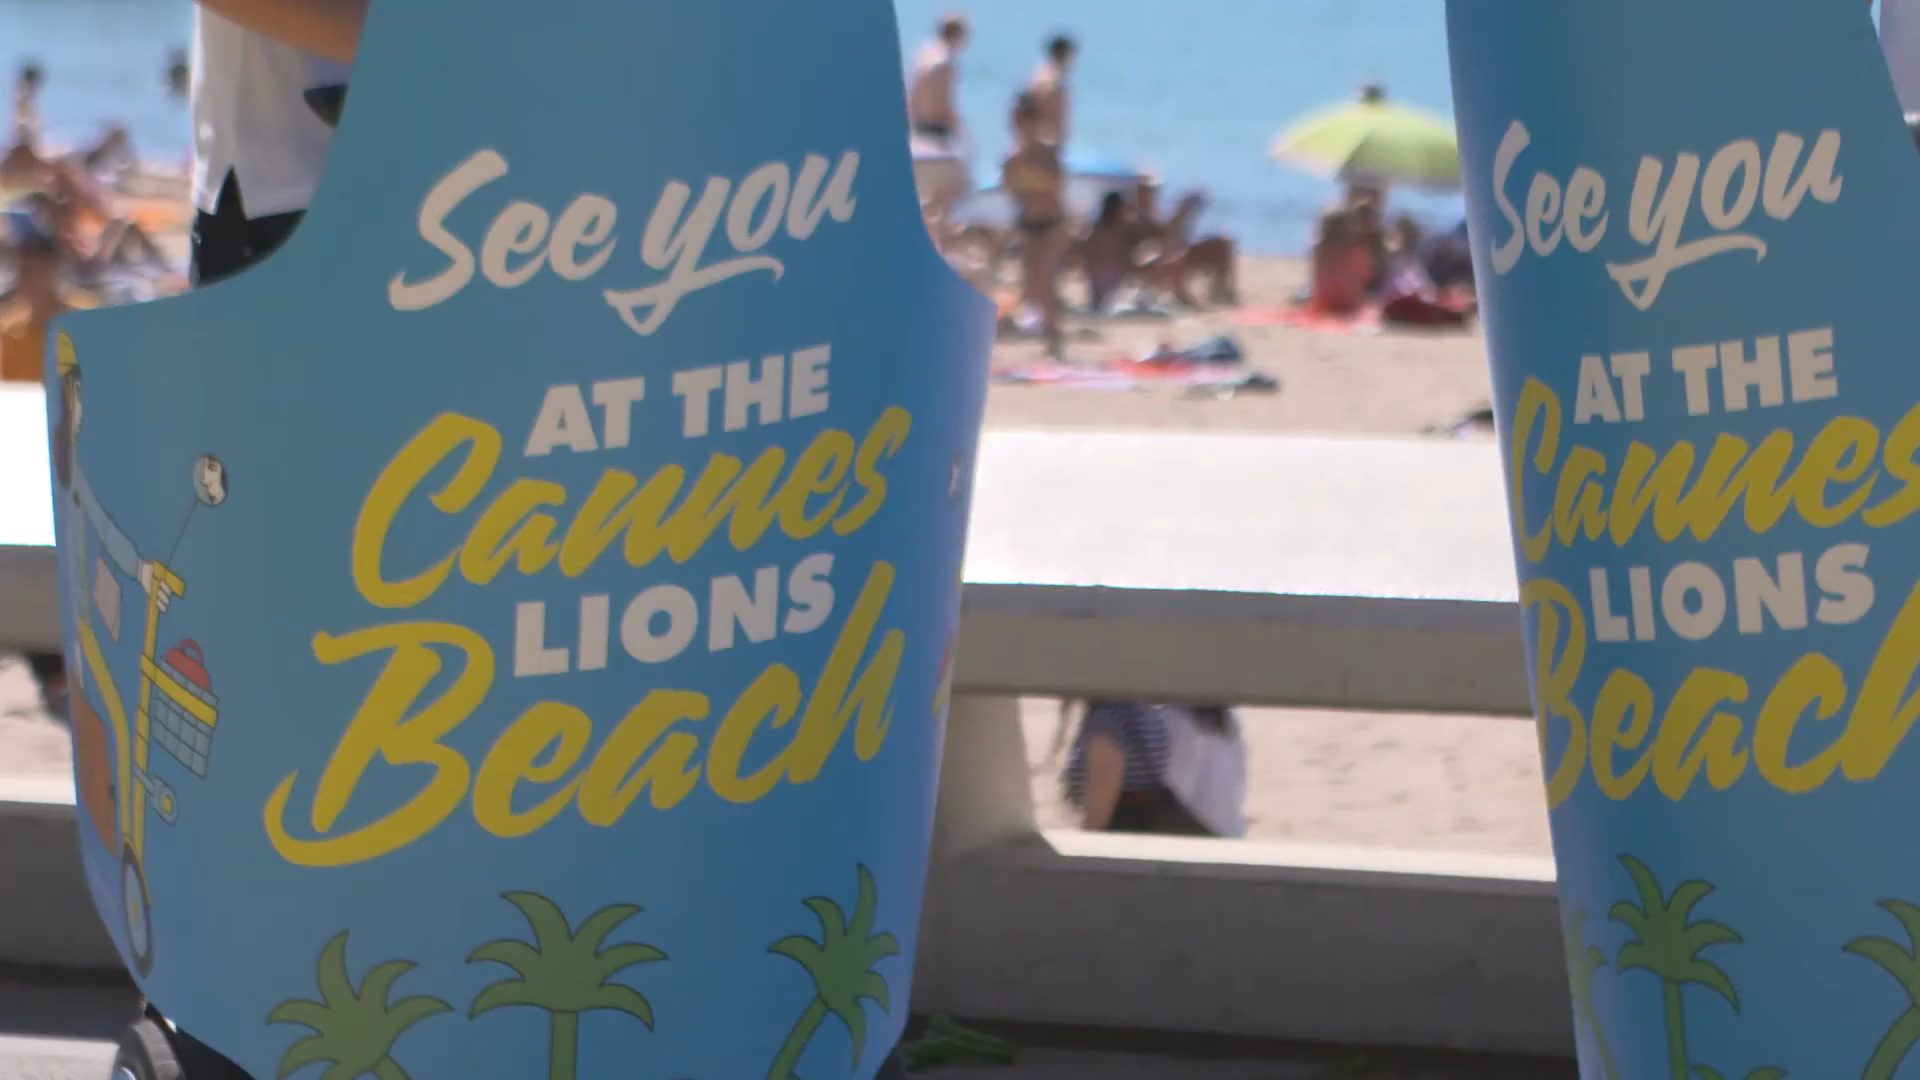 See you
AT THE
Cannes
LIONS
Beach
See you
AT THE
Cannes
LIONS
Beach